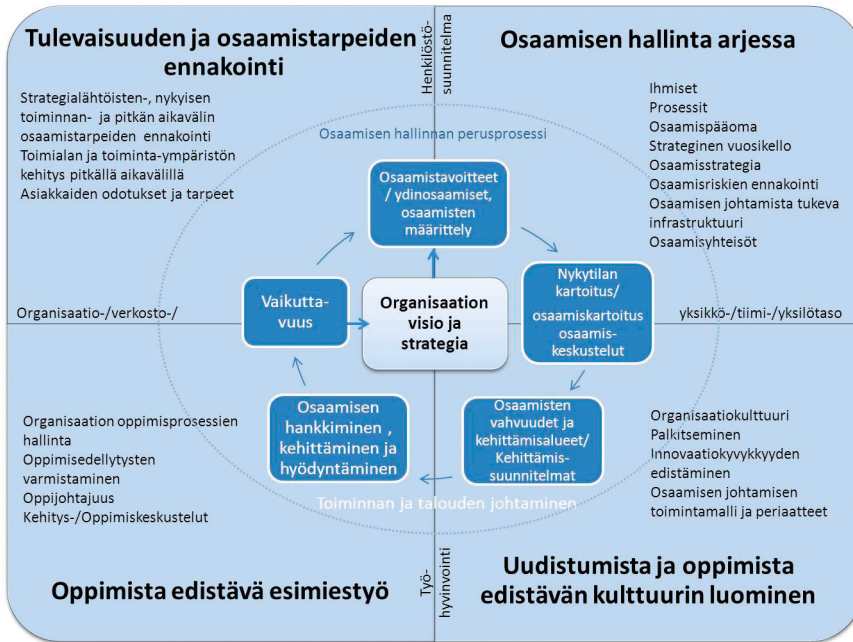 Tulevaisuuden ja osaamistarpeiden
ennakointi
Strategialähtöisten-, nykyisen
toiminnan- ja pitkän aikavälin
osaamistarpeiden ennakointi
Toimialan ja toiminta-ympäristön
kehitys pitkällä aikavälillä
Asiakkaiden odotukset ja tarpeet
Henkilöstö-
suunnitelma
Osaamisen hallinta arjessa
Ihmiset
Prosessit
Osaamispääoma
Strateginen vuosikello
Osaamisstrategia
Osaamisriskien ennakointi
Osaamisen johtamista tukeva
infrastruktuuri
Osaamisyhteisöt
Osaamisen hallinnan perusprosessi
Osaamistavoitteet
/ ydinosaamiset,
osaamisten
määrittely
Nykytilan
kartoitus/
osaamiskartoitus
osaamis-
keskustelut
Vaikutta-
vuus
Organisaation
visio ja
strategia
Organisaatio-/verkosto-/
yksikkö-/tiimi-/yksilötaso
Osaamisen
hankkiminen ,
kehittäminen ja
hyödyntäminen
Osaamisten
vahvuudet ja
kehittämisalueet/
Kehittämis-
suunnitelmat
Toiminnan ja talouden johtaminen
Organisaation oppimisprosessien
hallinta
Oppimisedellytysten
varmistaminen
Oppijohtajuus
Kehitys-/Oppimiskeskustelut
Organisaatiokulttuuri
Palkitseminen
Innovaatiokyvykkyyden
edistäminen
Osaamisen johtamisen
toimintamalli ja periaatteet
Oppimista edistävä esimiestyö
Työ-
hyvinvointi
Uudistumista ja oppimista
edistävän kulttuurin luominen